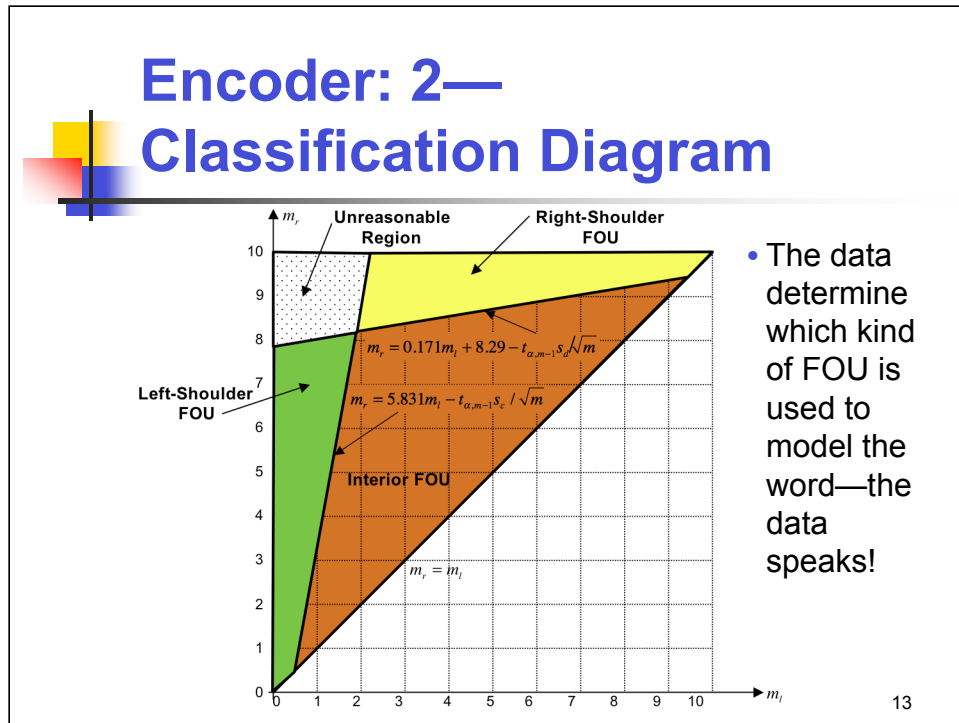 Encoder: 2—
Classification Diagram
m_r
Unreasonable
Region
Right-Shoulder
FOU
10
9
8
7
6
5
4
3
2
1
0
m_r = 0.171m_l + 8.29 − t_{α,m−1}s_d/√m
Left-Shoulder
FOU
m_r = 5.831m_l − t_{α,m−1}s_c / √m
Interior FOU
m_r = m_l
0 1 2 3 4 5 6 7 8 9 10
m_l
• The data
determine
which kind
of FOU is
used to
model the
word—the
data
speaks!
13